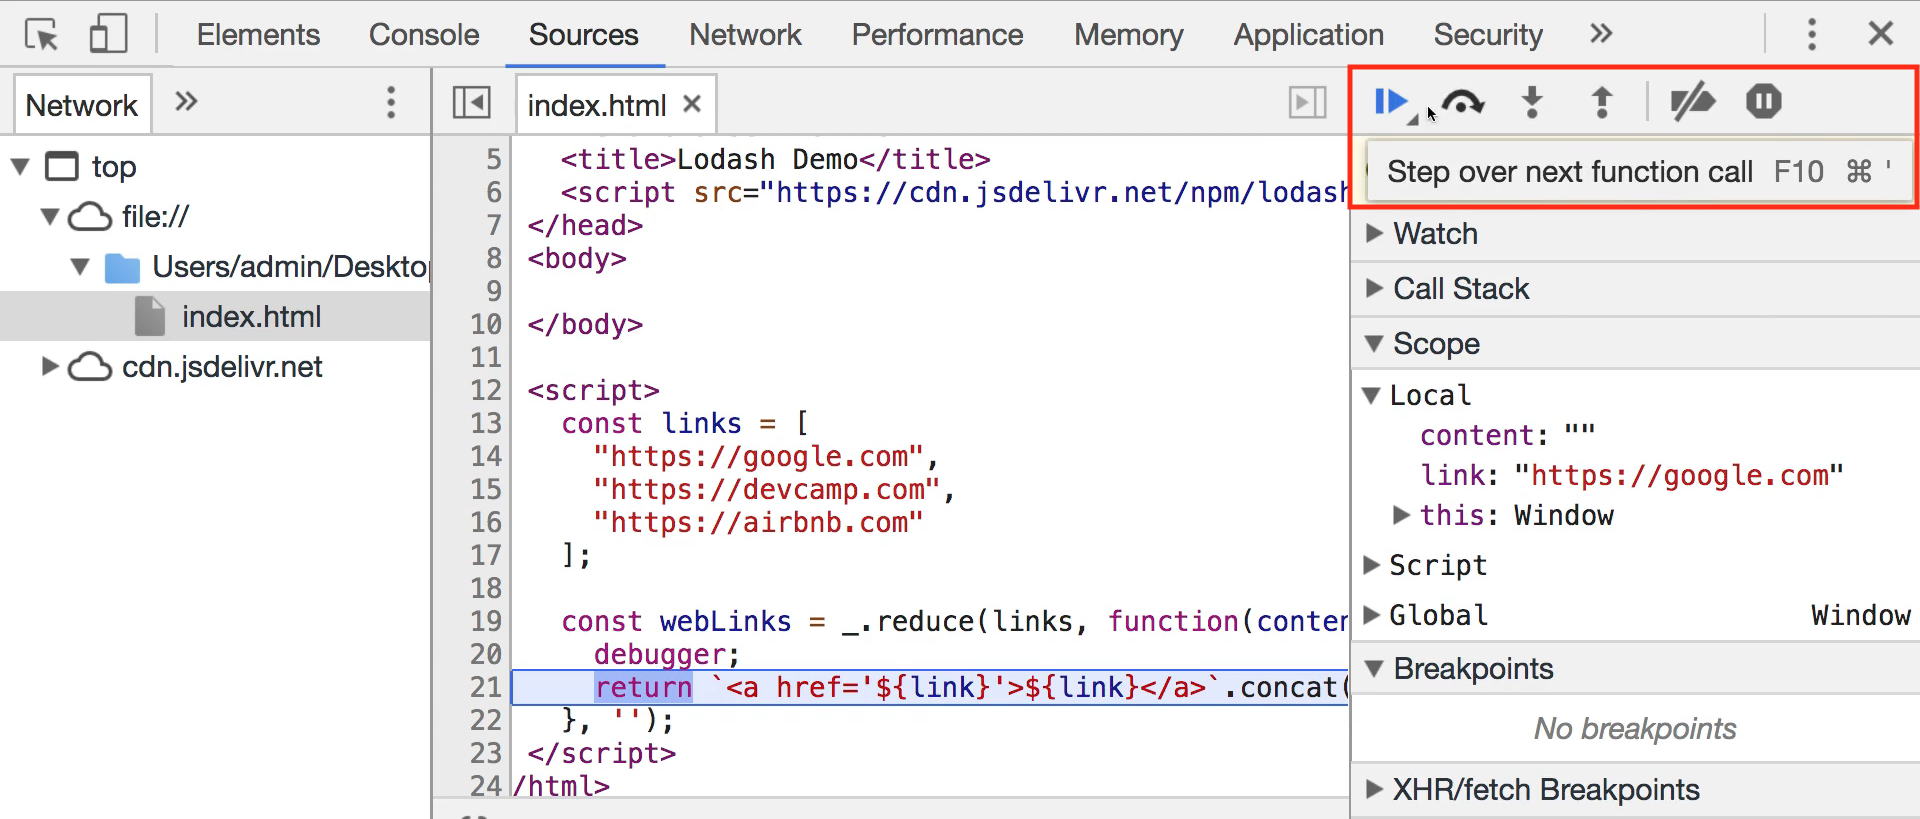 Elements Console Sources Network Performance Memory Application Security
Network
top
file://
Users/admin/Desktop
index.html
cdn.jsdelivr.net
index.html
5 <title>Lodash Demo</title>
6 <script src="https://cdn.jsdelivr.net/npm/lodash
7 </head>
8 <body>
9
10 </body>
11
12 <script>
13 const links = [
14 "https://google.com",
15 "https://devcamp.com",
16 "https://airbnb.com"
17 ];
18
19 const webLinks = _.reduce(links, function(conten
20 debugger;
21 return `<a href='${link}'>${link}</a>`.concat(
22 }, '');
23 </script>
24 /html>
Step over next function call F10 ⌘ '
Watch
Call Stack
Scope
Local
content: ""
link: "https://google.com"
this: Window
Script
Global Window
Breakpoints
No breakpoints
XHR/fetch Breakpoints